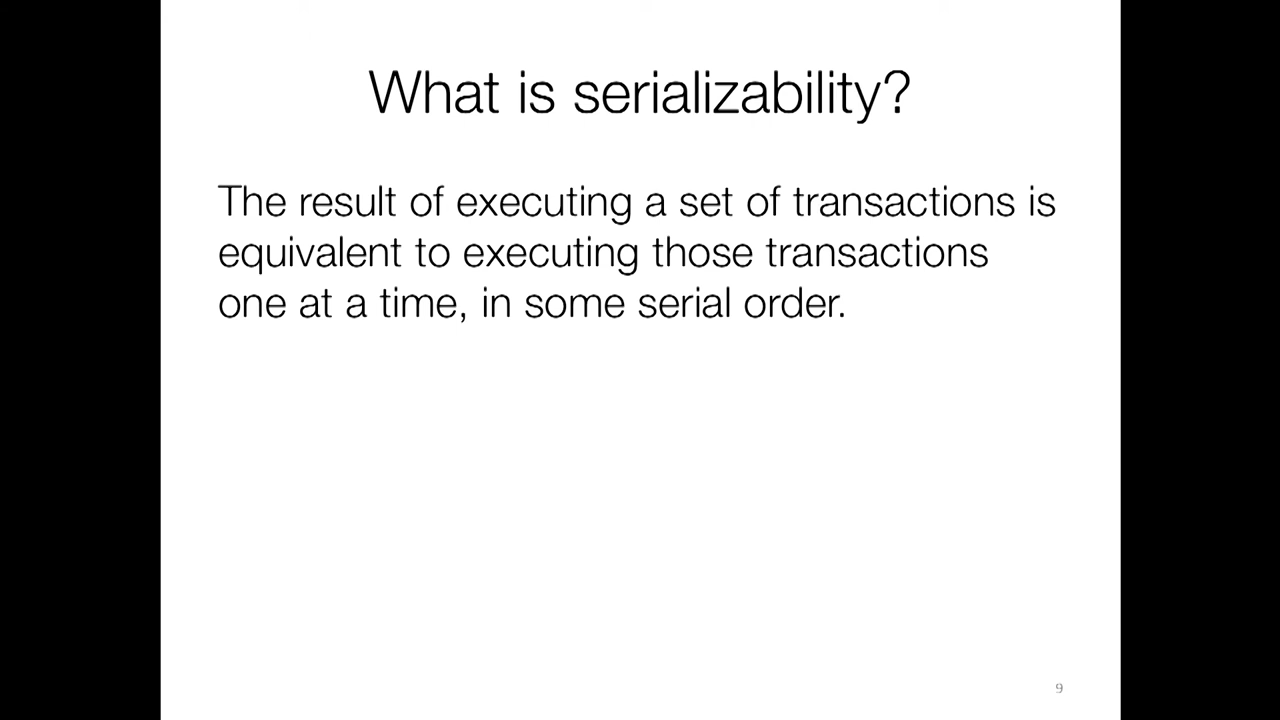 What is serializability?
The result of executing a set of transactions is
equivalent to executing those transactions
one at a time, in some serial order.
9